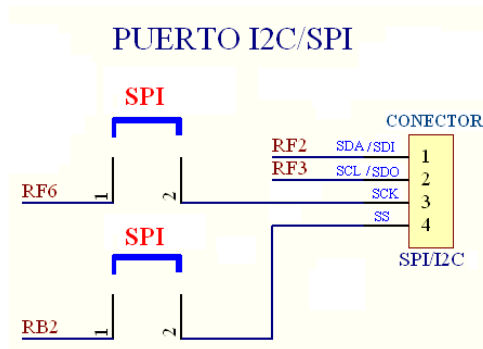 PUERTO I2C/SPI
SPI
CONECTOR
RF2 SDA/SDI 1
RF3 SCL/SDO 2
RF6 1 2 SCK 3
SS 4
SPI
SPI/I2C
RB2 1 2